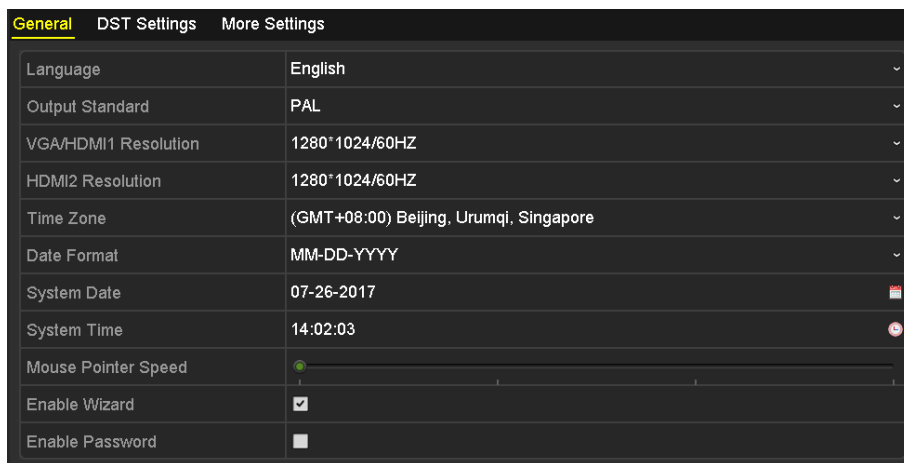 General DST Settings More Settings
Language English
Output Standard PAL
VGA/HDMI1 Resolution 1280*1024/60HZ
HDMI2 Resolution 1280*1024/60HZ
Time Zone (GMT+08:00) Beijing, Urumqi, Singapore
Date Format MM-DD-YYYY
System Date 07-26-2017
System Time 14:02:03
Mouse Pointer Speed
Enable Wizard
Enable Password